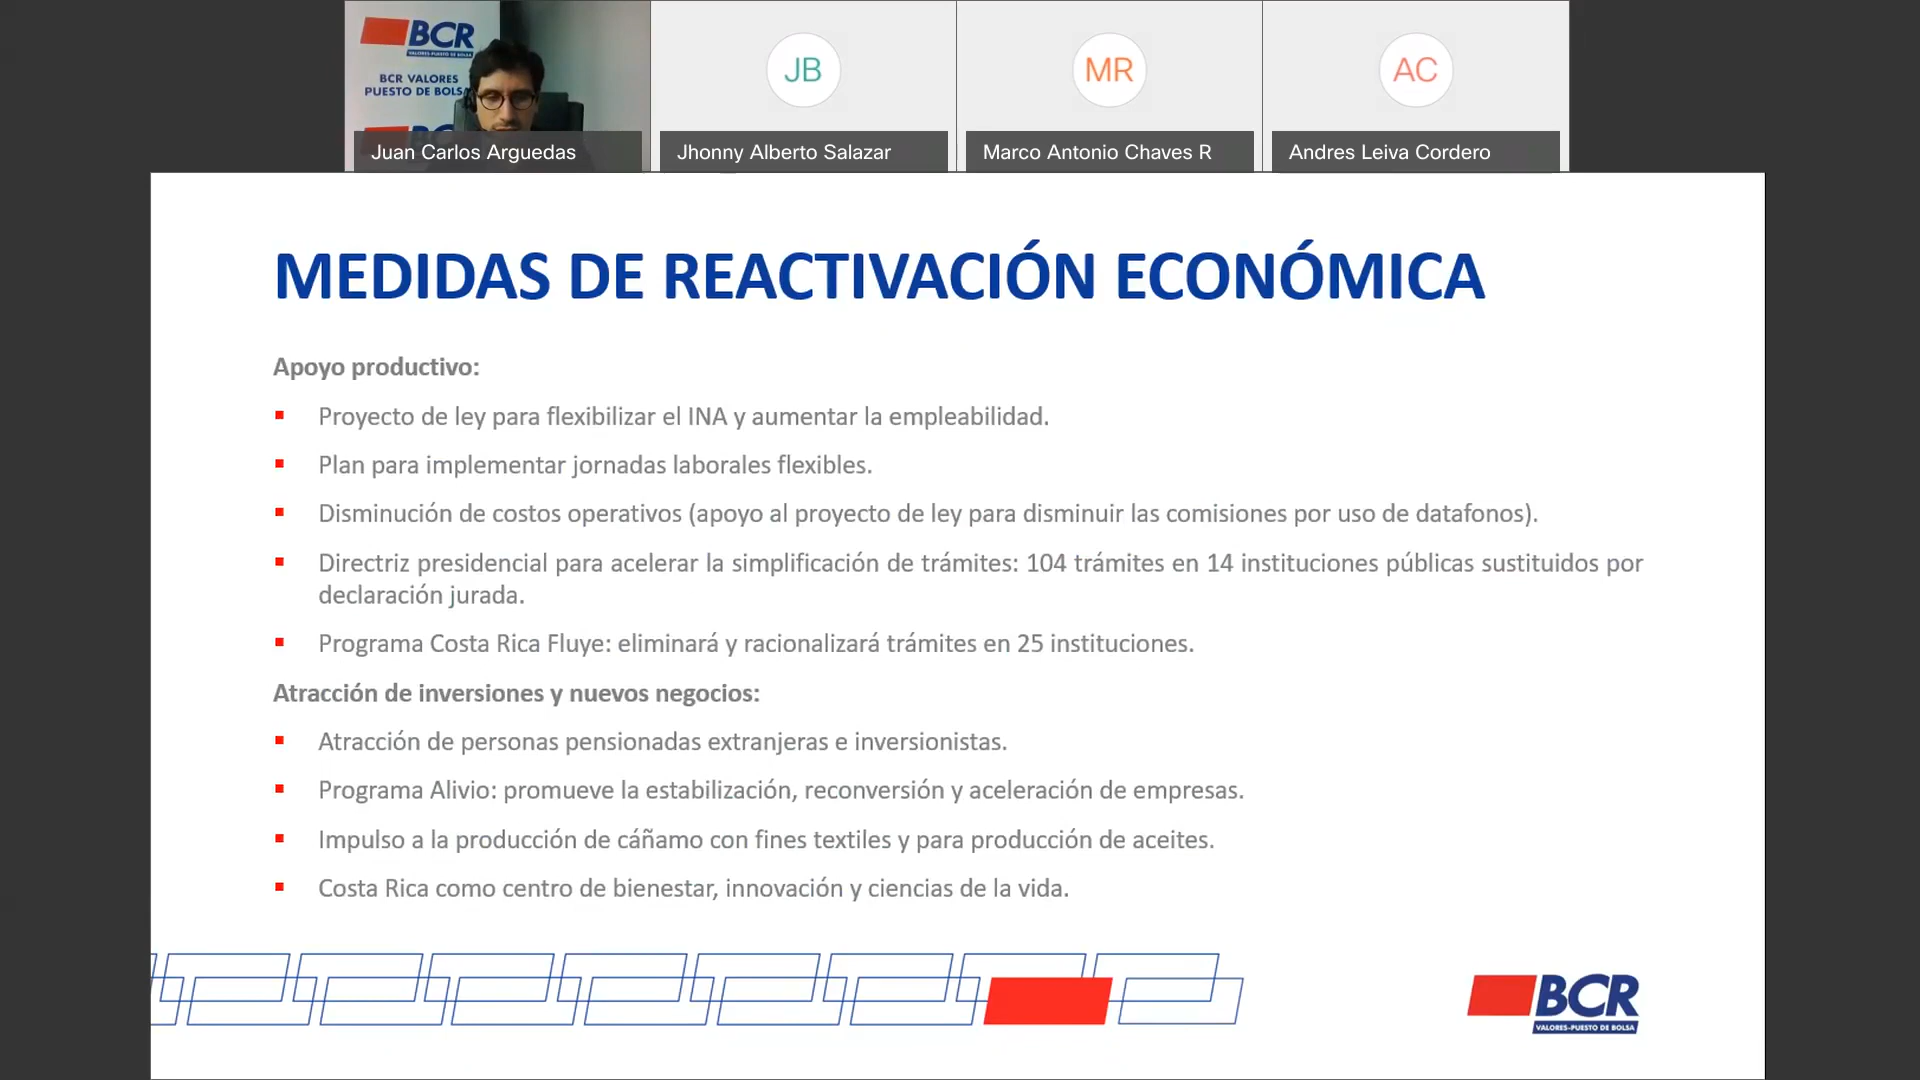 BCR
VALORES-PUESTO DE BOLSA
BCR VALORES
PUESTO DE BOLSA
Juan Carlos Arguedas
JB
Jhonny Alberto Salazar
MR
Marco Antonio Chaves R
AC
Andres Leiva Cordero
MEDIDAS DE REACTIVACIÓN ECONÓMICA
Apoyo productivo:
Proyecto de ley para flexibilizar el INA y aumentar la empleabilidad.
Plan para implementar jornadas laborales flexibles.
Disminución de costos operativos (apoyo al proyecto de ley para disminuir las comisiones por uso de datafonos).
Directriz presidencial para acelerar la simplificación de trámites: 104 trámites en 14 instituciones públicas sustituidos por
declaración jurada.
Programa Costa Rica Fluye: eliminará y racionalizará trámites en 25 instituciones.
Atracción de inversiones y nuevos negocios:
Atracción de personas pensionadas extranjeras e inversionistas.
Programa Alivio: promueve la estabilización, reconversión y aceleración de empresas.
Impulso a la producción de cáñamo con fines textiles y para producción de aceites.
Costa Rica como centro de bienestar, innovación y ciencias de la vida.
BCR
VALORES-PUESTO DE BOLSA